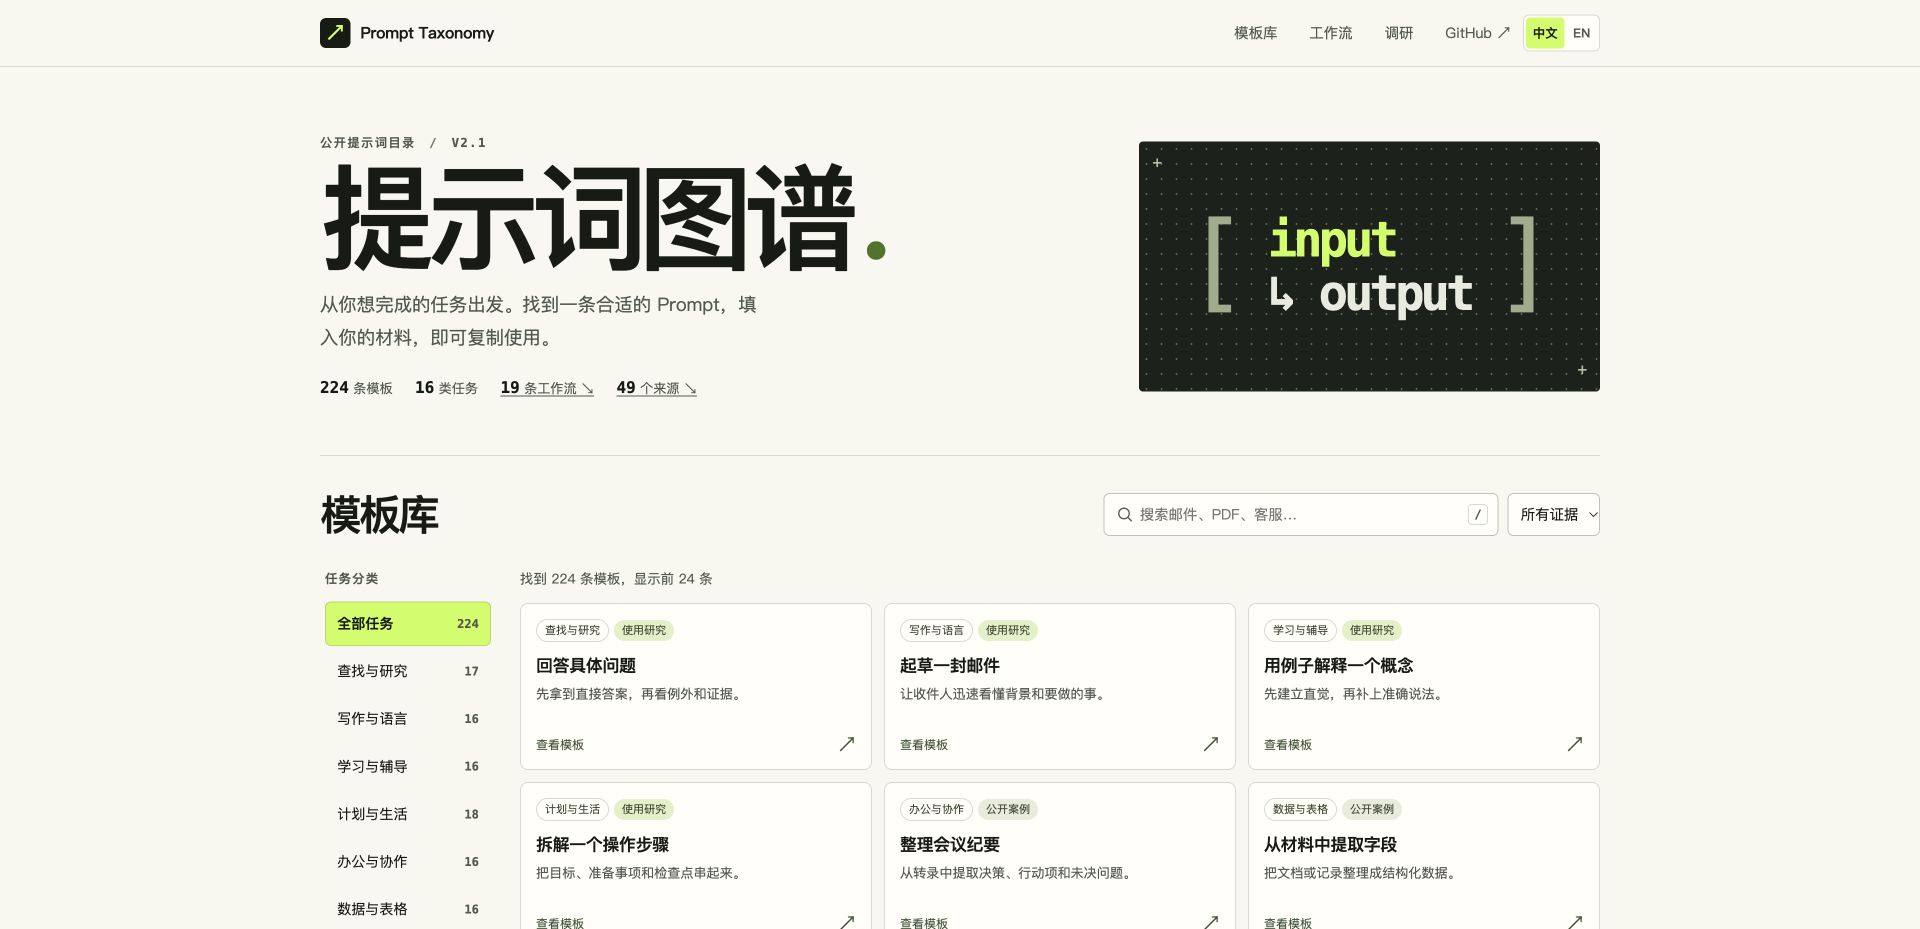 Prompt Taxonomy
模板库 工作流 调研 GitHub ↗ 中文 EN
公开提示词目录 / V2.1
提示词图谱.
从你想完成的任务出发。找到一条合适的 Prompt，填
入你的材料，即可复制使用。
224 条模板 16 类任务 19 条工作流 ↘ 49 个来源 ↘
+
[ input
↳ output ]
+
模板库
搜索邮件、PDF、客服... /
所有证据
任务分类
全部任务 224
查找与研究 17
写作与语言 16
学习与辅导 16
计划与生活 18
办公与协作 16
数据与表格 16
找到 224 条模板，显示前 24 条
查找与研究 使用研究
回答具体问题
先拿到直接答案，再看例外和证据。
查看模板 ↗
写作与语言 使用研究
起草一封邮件
让收件人迅速看懂背景和要做的事。
查看模板 ↗
学习与辅导 使用研究
用例子解释一个概念
先建立直觉，再补上准确说法。
查看模板 ↗
计划与生活 使用研究
拆解一个操作步骤
把目标、准备事项和检查点串起来。
查看模板 ↗
办公与协作 公开案例
整理会议纪要
从转录中提取决策、行动项和未决问题。
查看模板 ↗
数据与表格 公开案例
从材料中提取字段
把文档或记录整理成结构化数据。
查看模板 ↗